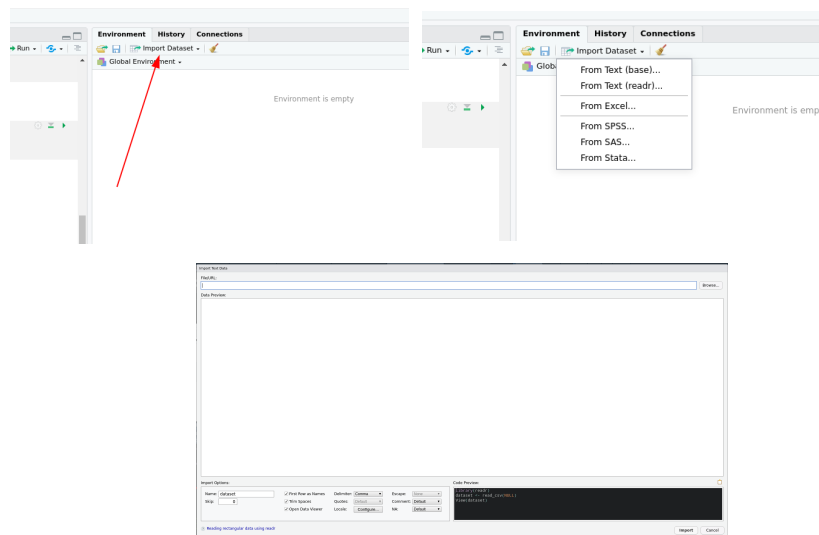 Environment History Connections
Run
Import Dataset
Global Environment
Environment is empty
Environment History Connections
Run
Import Dataset
Globa
From Text (base)...
From Text (readr)...
From Excel...
From SPSS...
From SAS...
From Stata...
Environment is emp
Import Text Data
File/URL:
Browse...
Data Preview:
Import Options:
Name: dataset
Skip: 0
First Row as Names
Trim Spaces
Open Data Viewer
Delimiter: Comma
Quotes: Default
Locale: Configure...
Escape: None
Comment: Default
NA: Default
Code Preview:
library(readr)
dataset <- read_csv(NULL)
View(dataset)
Reading rectangular data using readr
Import Cancel